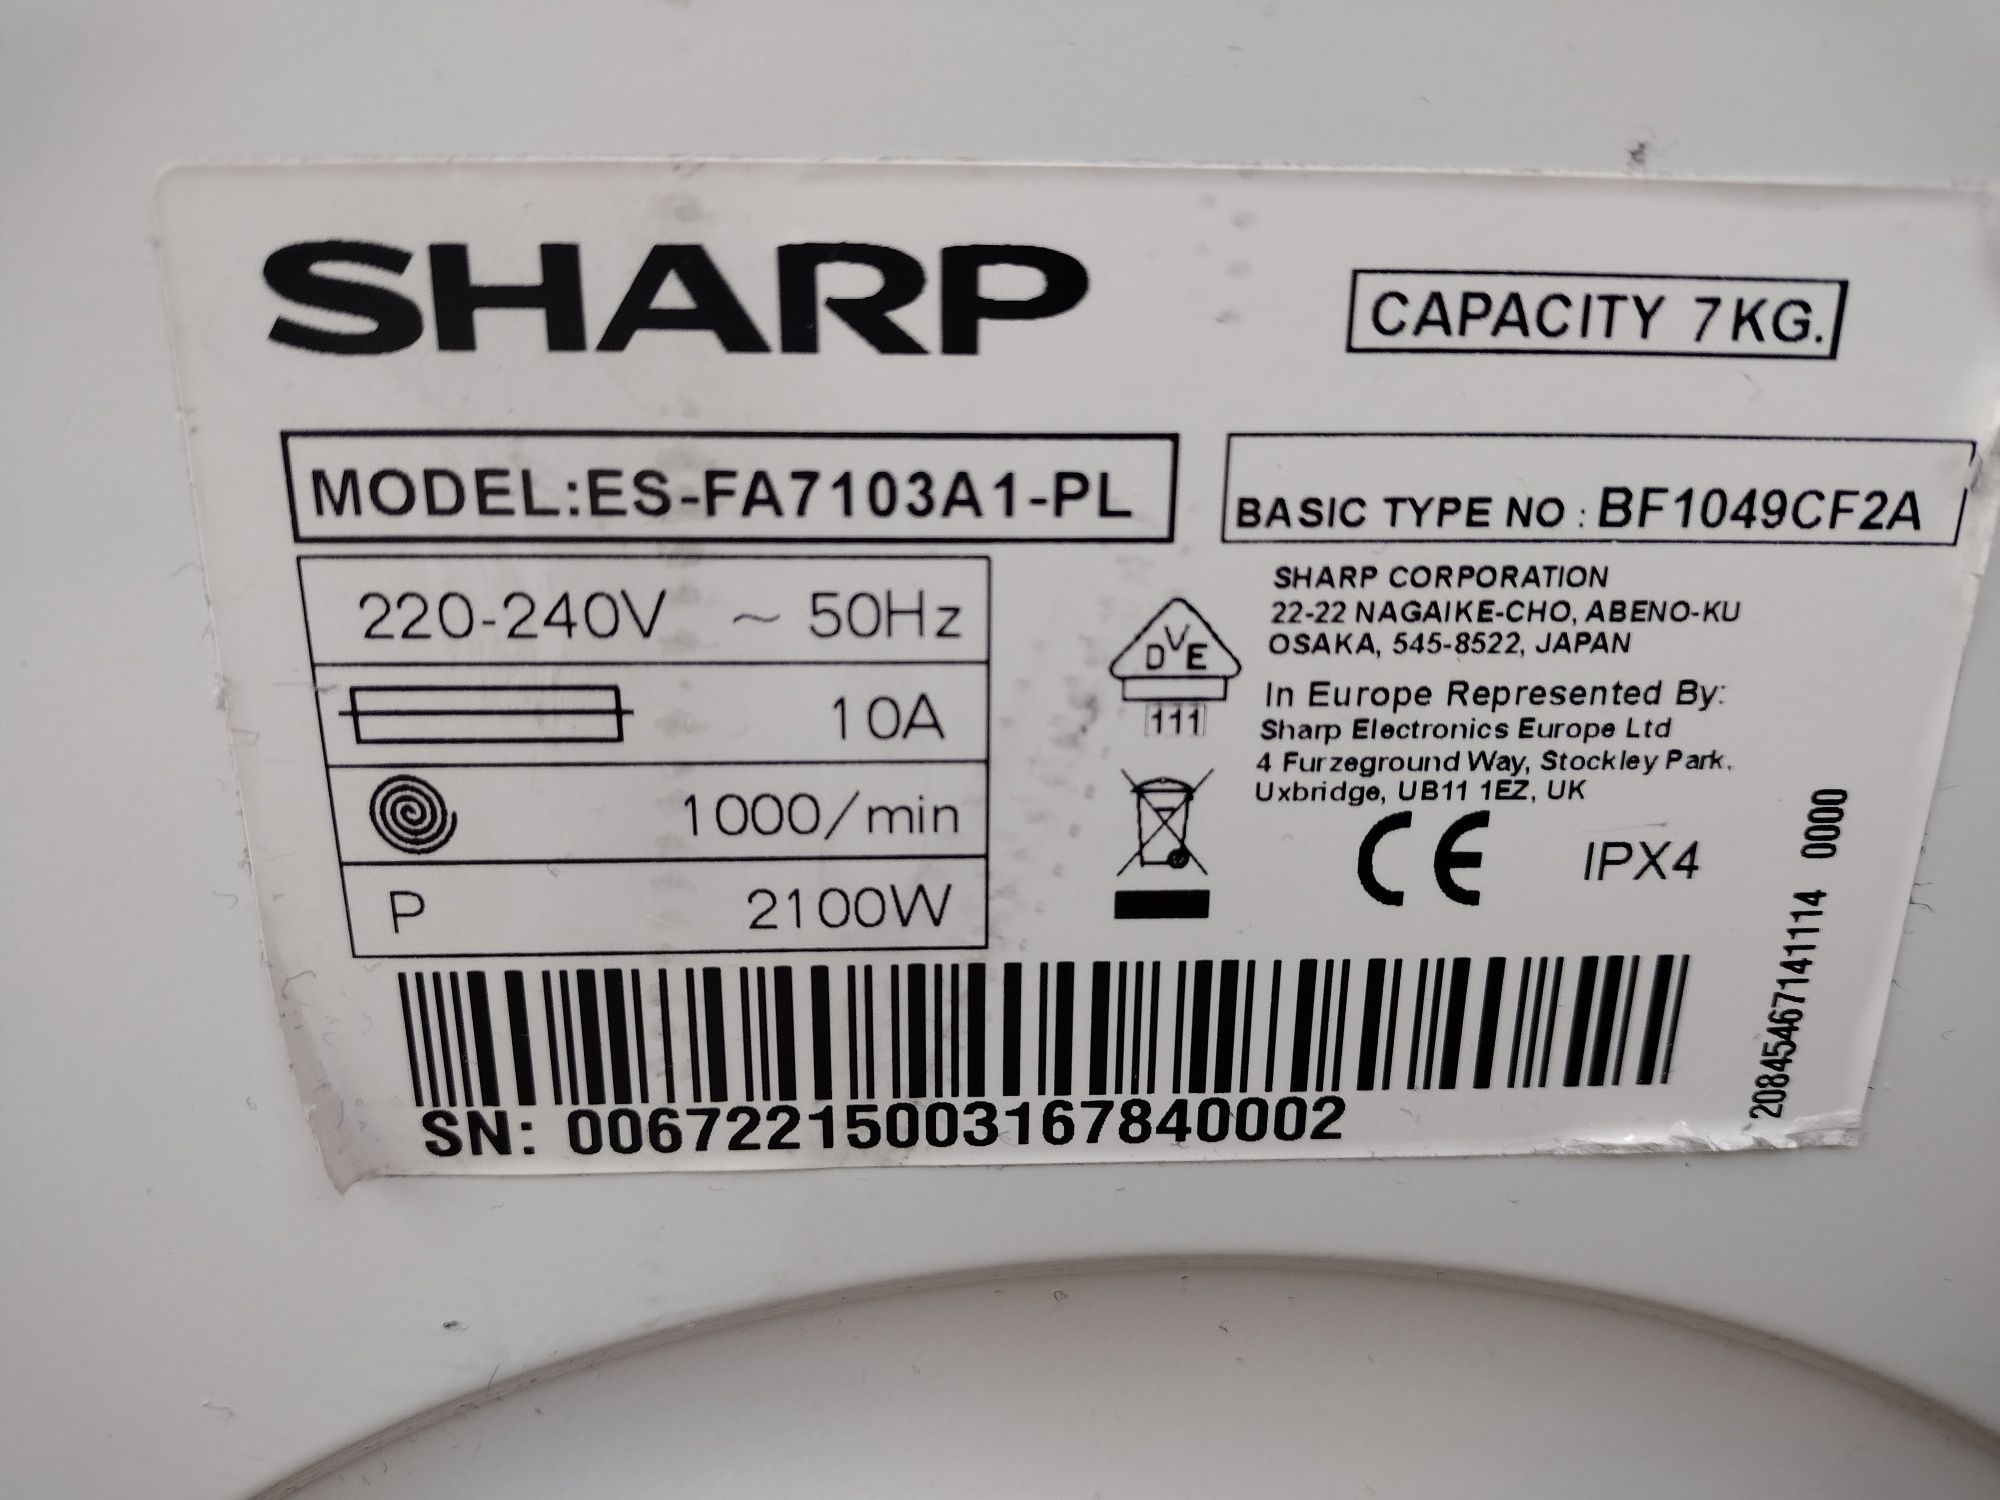 SHARP
CAPACITY 7KG.
MODEL:ES-FA7103A1-PL
BASIC TYPE NO : BF1049CF2A
220-240V ~ 50Hz
10A
1000/min
P 2100W
DVE
111
SHARP CORPORATION
22-22 NAGAIKE-CHO, ABENO-KU
OSAKA, 545-8522, JAPAN
In Europe Represented By:
Sharp Electronics Europe Ltd
4 Furzeground Way, Stockley Park,
Uxbridge, UB11 1EZ, UK
CE IPX4
20845467141114 0000
SN: 006722150031678400​02